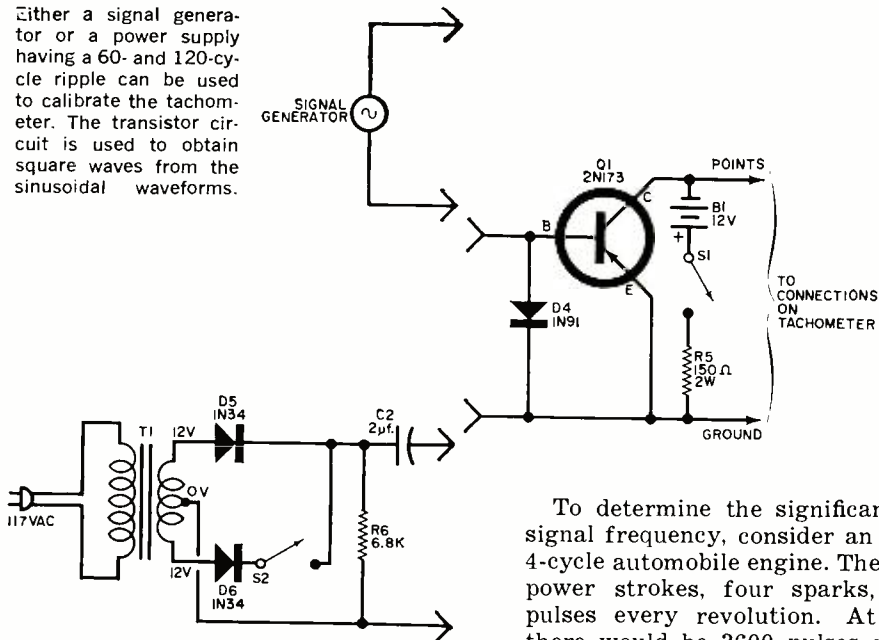 Either a signal genera-
tor or a power supply
having a 60- and 120-cy-
cle ripple can be used
to calibrate the tachom-
eter. The transistor cir-
cuit is used to obtain
square waves from the
sinusoidal waveforms.
SIGNAL
GENERATOR
Q1
2N173
B
C
E
POINTS
B1
12V
+
S1
D4
1N91
R5
150Ω
2W
TO
CONNECTIONS
ON
TACHOMETER
GROUND
117VAC
T1
12V
0V
12V
D5
1N34
D6
1N34
S2
C2
2µf.
R6
6.8K
To determine the significan
signal frequency, consider an
4-cycle automobile engine. The
power strokes, four sparks,
pulses every revolution. At
there would be 3600 pulses